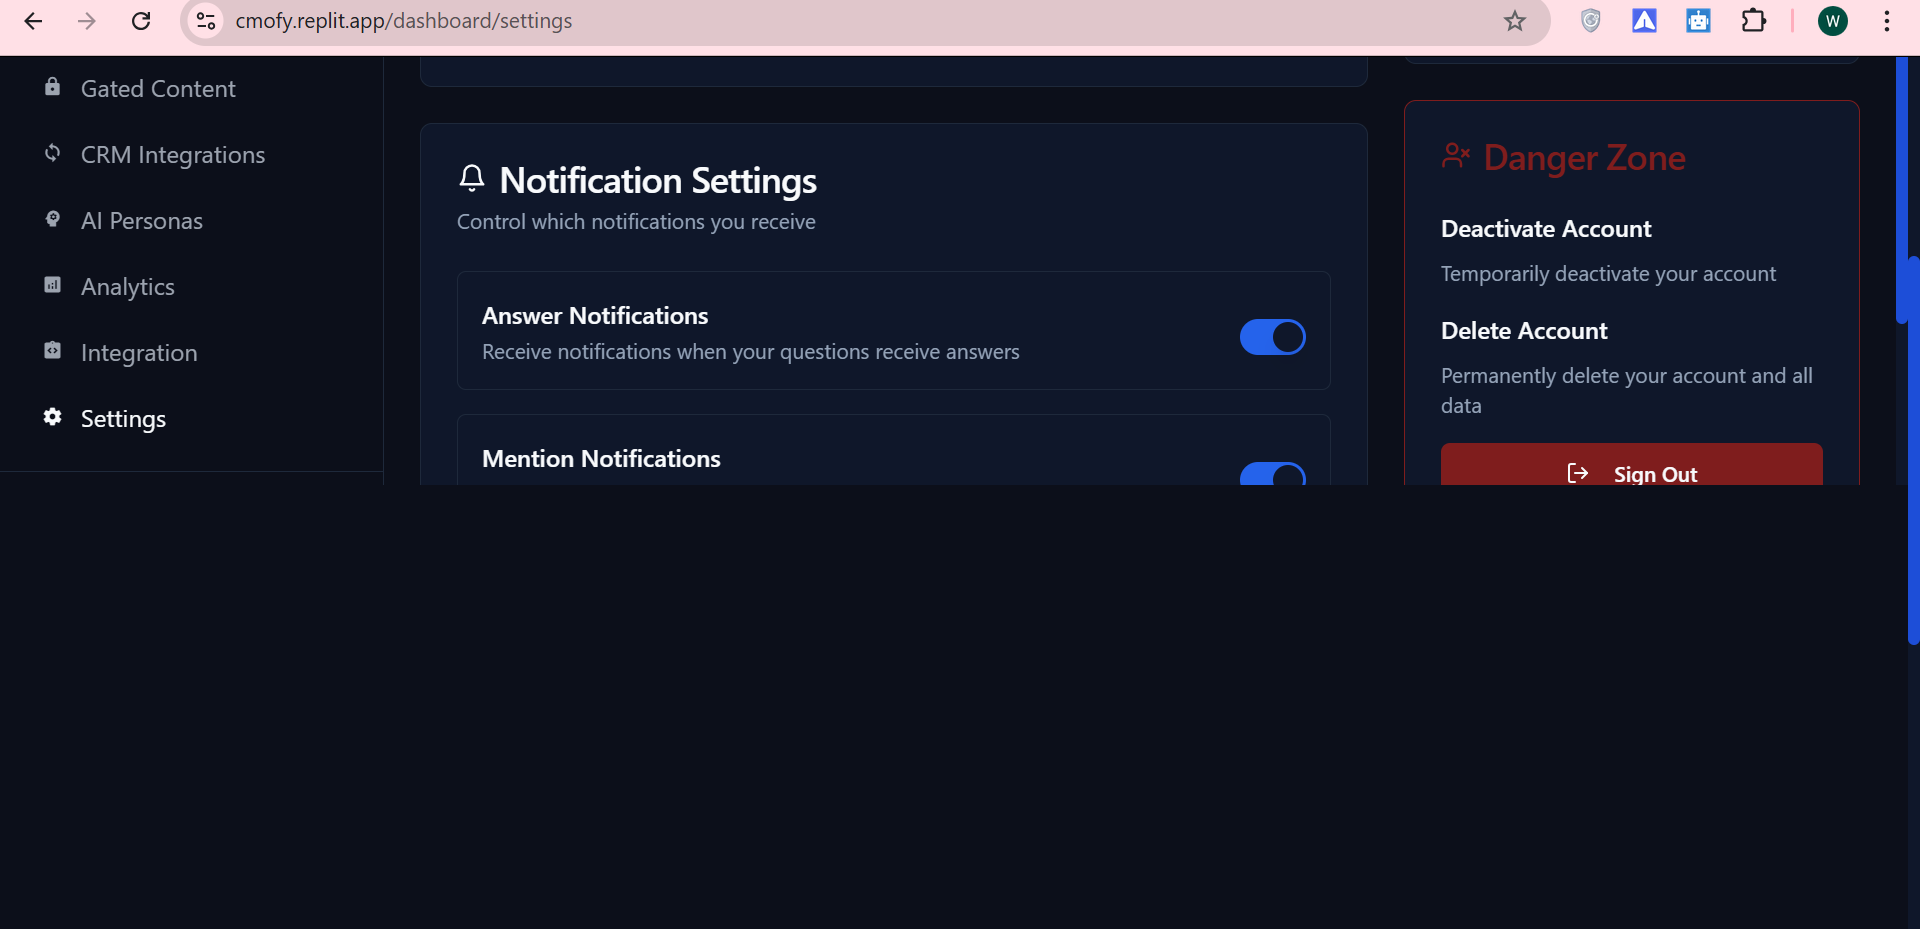 cmofy.replit.app/dashboard/settings
W
Gated Content
CRM Integrations
AI Personas
Analytics
Integration
Settings
Notification Settings
Control which notifications you receive
Answer Notifications
Receive notifications when your questions receive answers
Mention Notifications
Danger Zone
Deactivate Account
Temporarily deactivate your account
Delete Account
Permanently delete your account and all
data
Sign Out